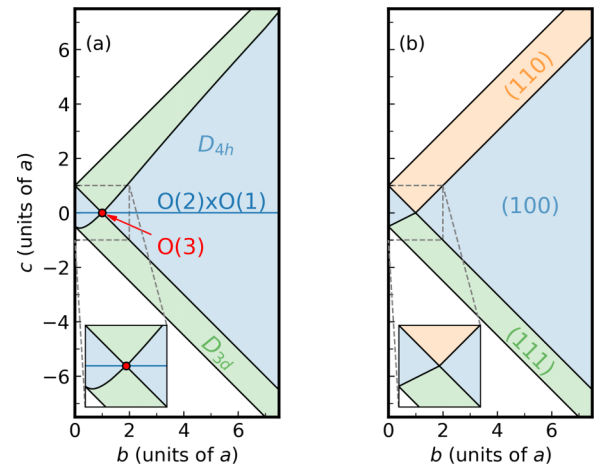 (a)
(b)
6
4
2
0
−2
−4
−6
c (units of a)
D4h
O(2)xO(1)
O(3)
D3d
(110)
(100)
(111)
0
2
4
6
b (units of a)
0
2
4
6
b (units of a)